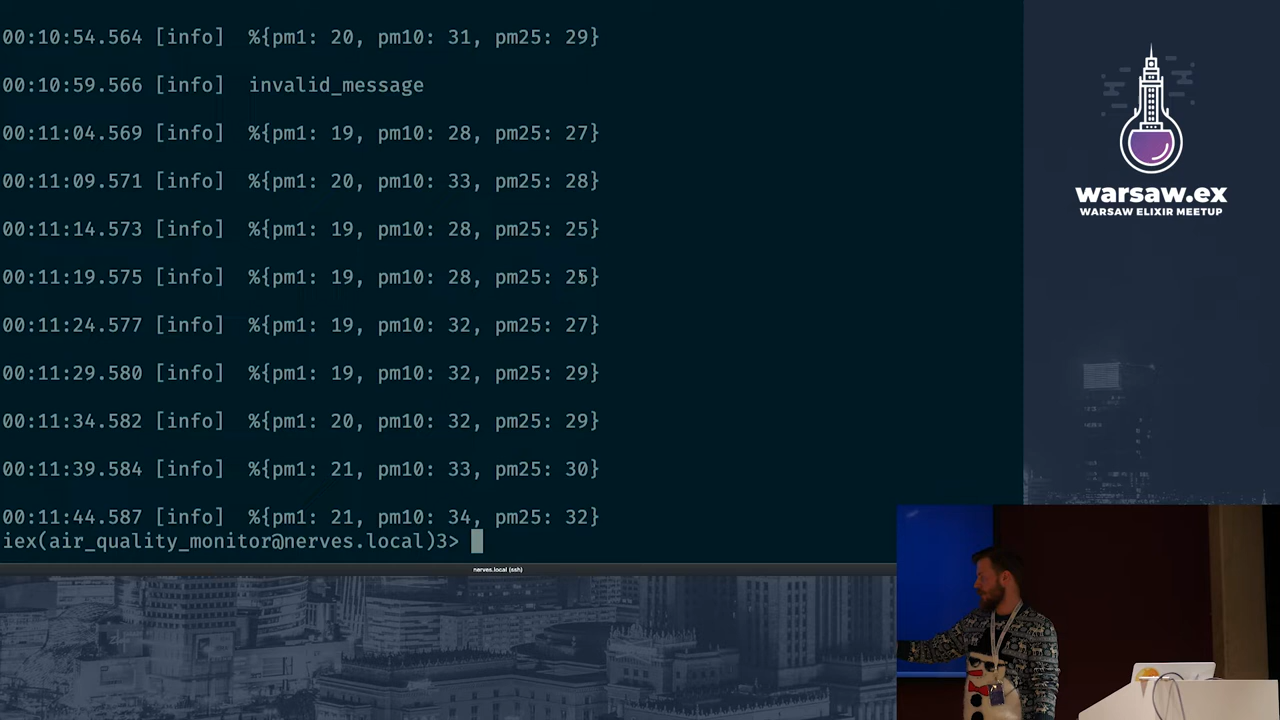 00:10:54.564 [info]  %{pm1: 20, pm10: 31, pm25: 29}
00:10:59.566 [info]  invalid_message
00:11:04.569 [info]  %{pm1: 19, pm10: 28, pm25: 27}
00:11:09.571 [info]  %{pm1: 20, pm10: 33, pm25: 28}
00:11:14.573 [info]  %{pm1: 19, pm10: 28, pm25: 25}
00:11:19.575 [info]  %{pm1: 19, pm10: 28, pm25: 25}
00:11:24.577 [info]  %{pm1: 19, pm10: 32, pm25: 27}
00:11:29.580 [info]  %{pm1: 19, pm10: 32, pm25: 29}
00:11:34.582 [info]  %{pm1: 20, pm10: 32, pm25: 29}
00:11:39.584 [info]  %{pm1: 21, pm10: 33, pm25: 30}
00:11:44.587 [info]  %{pm1: 21, pm10: 34, pm25: 32}
iex(air_quality_monitor@nerves.local)3>
nerves.local (ssh)
warsaw.ex
WARSAW ELIXIR MEETUP